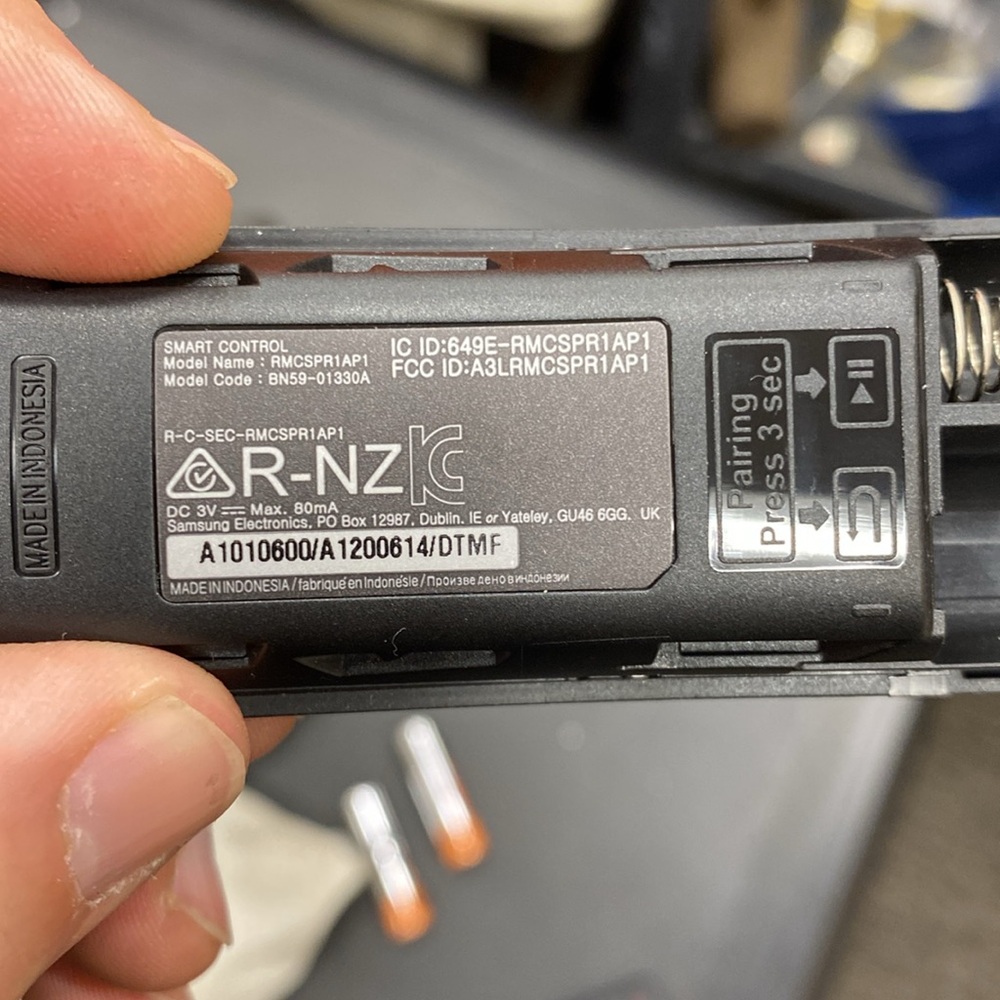 MADE IN INDONESIA
SMART CONTROL
Model Name : RMCSPR1AP1
Model Code : BN59-01330A
IC ID:649E-RMCSPR1AP1
FCC ID:A3LRMCSPR1AP1
R-C-SEC-RMCSPR1AP1
R-NZ
DC 3V Max. 80mA
Samsung Electronics, PO Box 12987, Dublin. IE or Yateley, GU46 6GG. UK
A1010600/A1200614/DTMF
MADE IN INDONESIA / fabriqué en Indonésie / Произведено в индонезии
Pairing
Press 3 sec